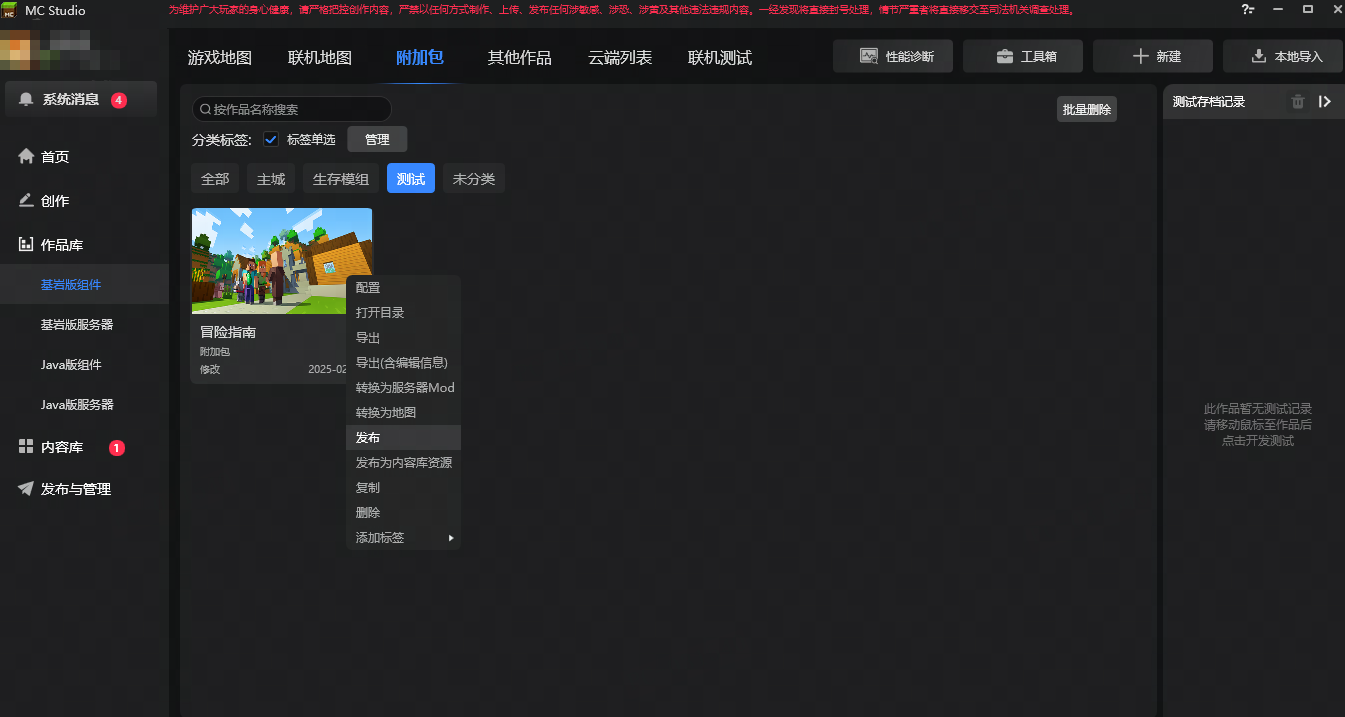 MC Studio
为维护广大玩家的身心健康，请严格把控创作内容，严禁以任何方式制作、上传、发布任何涉敏感、涉恐、涉黄及其他违法违规内容。一经发现将直接封号处理，情节严重者将直接移交至司法机关调查处理。
系统消息 4
首页
创作
作品库
基岩版组件
基岩版服务器
Java版组件
Java版服务器
内容库 1
发布与管理
游戏地图 联机地图 附加包 其他作品 云端列表 联机测试
性能诊断 工具箱 新建 本地导入
按作品名称搜索
批量删除
分类标签: 标签单选 管理
全部 主城 生存模组 测试 未分类
冒险指南
附加包
修改 2025-02
配置
打开目录
导出
导出(含编辑信息)
转换为服务器Mod
转换为地图
发布
发布为内容库资源
复制
删除
添加标签
测试存档记录
此作品暂无测试记录
请移动鼠标至作品后
点击开发测试